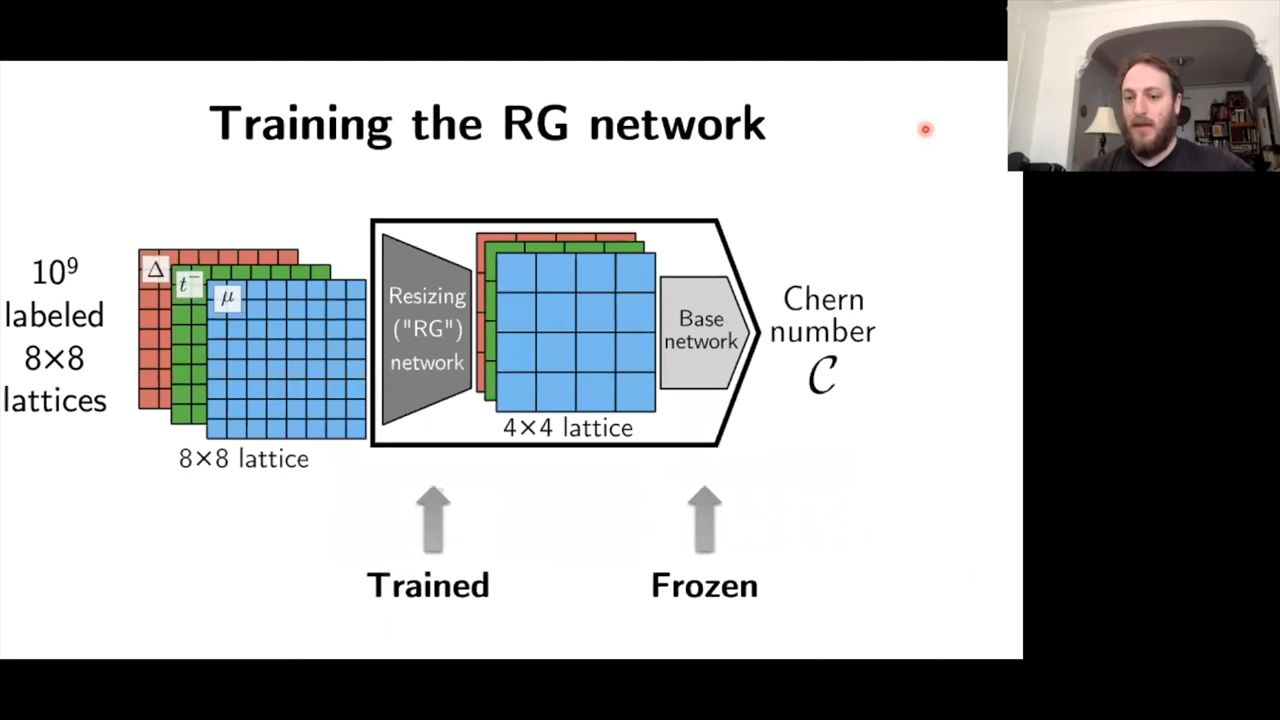 Training the RG network
10⁹
labeled
8×8
lattices
Δ
t⁻
μ
8×8 lattice
Resizing
("RG")
network
4×4 lattice
Base
network
Chern
number
𝒞
Trained
Frozen